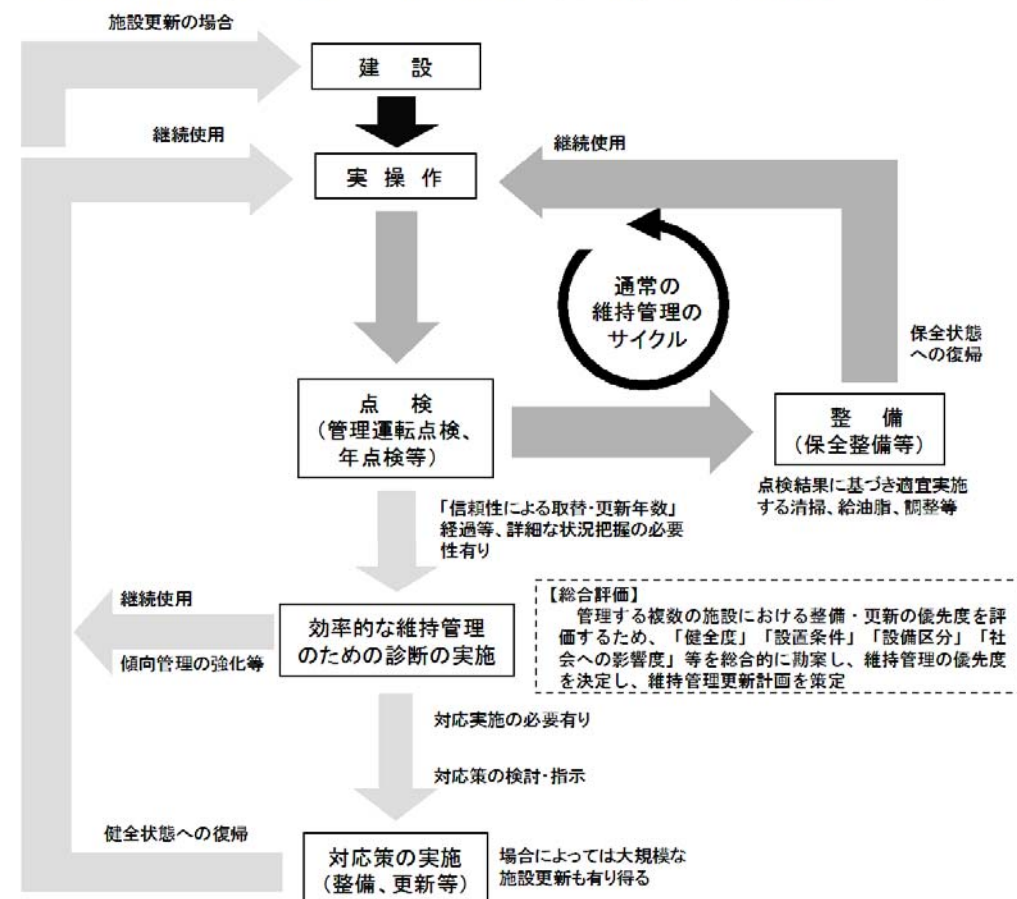 施設更新の場合
建　設
継続使用
実 操 作
継続使用
通常の
維持管理の
サイクル
保全状態
への復帰
点　検
（管理運転点検、
年点検等）
整　備
（保全整備等）
点検結果に基づき適宜実施
する清掃、給油脂、調整等
「信頼性による取替・更新年数」
経過等、詳細な状況把握の必要
性有り
継続使用
傾向管理の強化等
効率的な維持管理
のための診断の実施
【総合評価】
管理する複数の施設における整備・更新の優先度を評
価するため、「健全度」「設置条件」「設備区分」「社
会への影響度」等を総合的に勘案し、維持管理の優先度
を決定し、維持管理更新計画を策定
対応実施の必要有り
対応策の検討・指示
健全状態への復帰
対応策の実施
（整備、更新等）
場合によっては大規模な
施設更新も有り得る